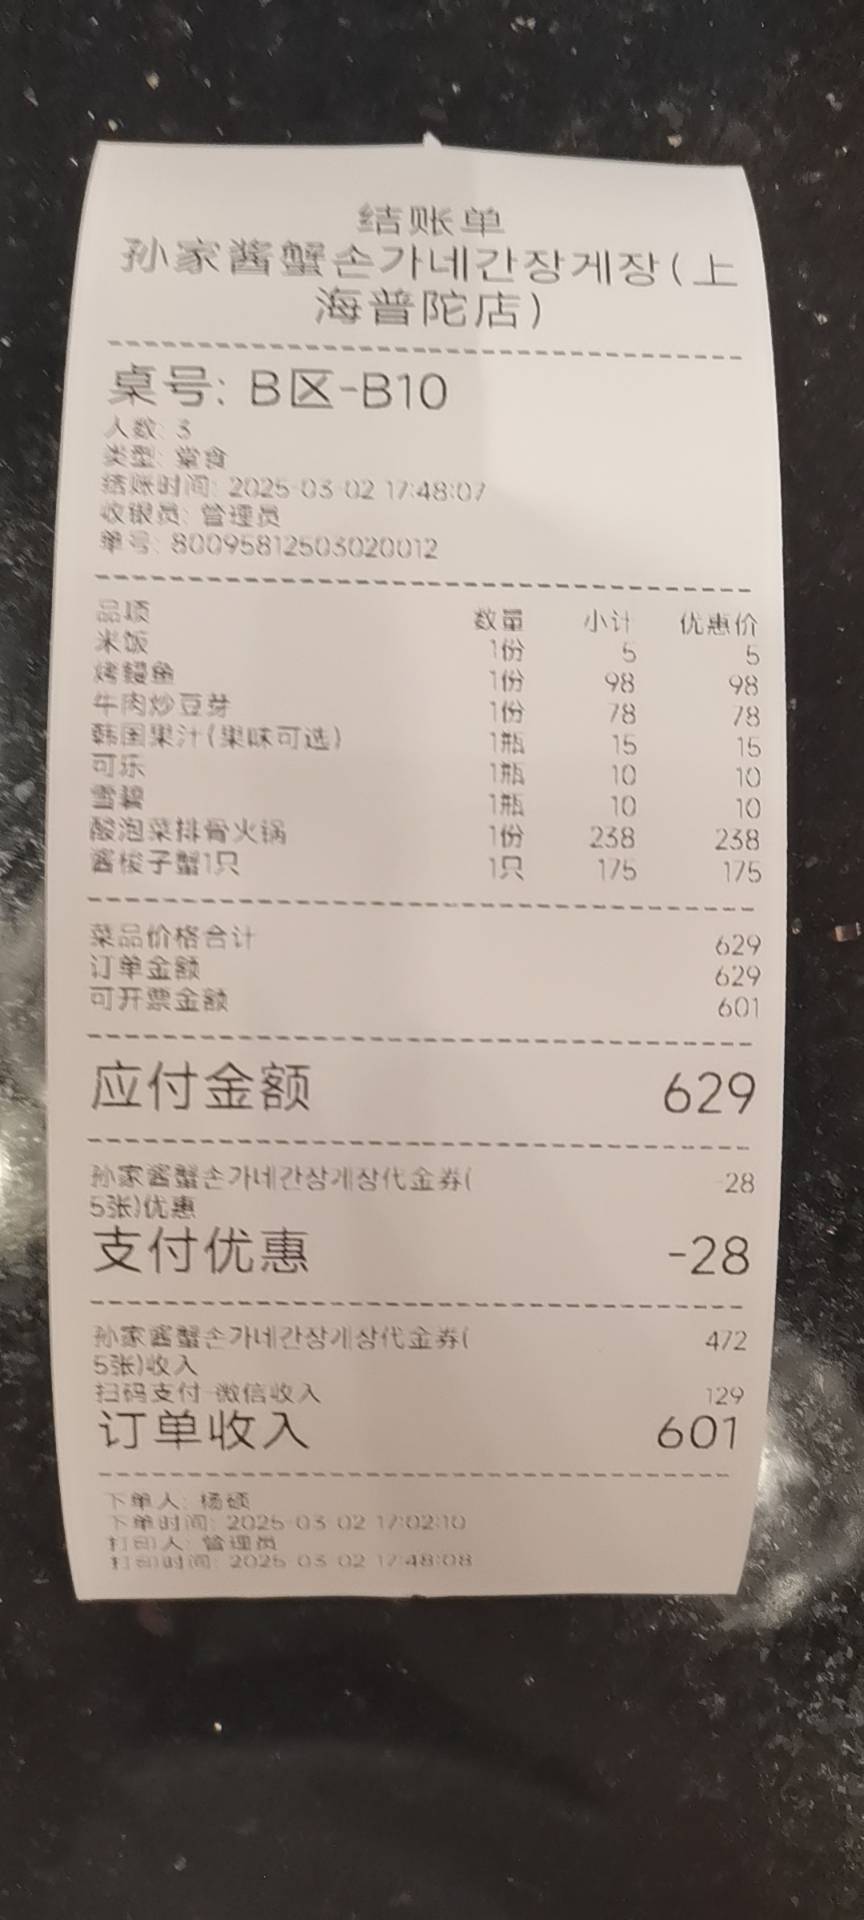 结账单
孙家酱蟹손가네간장게장(上
海普陀店)
桌号: B区-B10
人数: 3
类型: 堂食
结账时间: 2025-03-02 17:48:07
收银员: 管理员
单号: 80095812503020012
品项 数量 小计 优惠价
米饭 1份 5 5
烤鳗鱼 1份 98 98
牛肉炒豆芽 1份 78 78
韩国果汁(果味可选) 1瓶 15 15
可乐 1瓶 10 10
雪碧 1瓶 10 10
酸泡菜排骨火锅 1份 238 238
酱梭子蟹1只 1只 175 175
菜品价格合计 629
订单金额 629
可开票金额 601
应付金额 629
孙家酱蟹손가네간장게장代金券( -28
5张)优惠
支付优惠 -28
孙家酱蟹손가네간장게장代金券( 472
5张)收入
扫码支付-微信收入 129
订单收入 601
下单人: 杨硕
下单时间: 2025-03-02 17:02:10
打印人: 管理员
打印时间: 2025-03-02 17:48:08